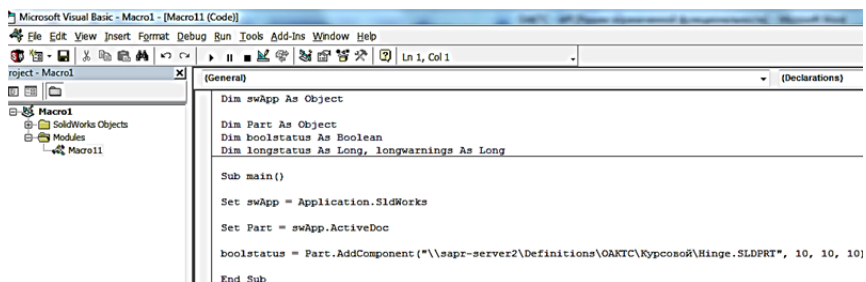 Microsoft Visual Basic - Macro1 - [Macro11 (Code)]
File Edit View Insert Format Debug Run Tools Add-Ins Window Help
Ln 1, Col 1
roject - Macro1
(General)
(Declarations)
Macro1
SolidWorks Objects
Modules
Macro11
Dim swApp As Object
Dim Part As Object
Dim boolstatus As Boolean
Dim longstatus As Long, longwarnings As Long
Sub main()
Set swApp = Application.SldWorks
Set Part = swApp.ActiveDoc
boolstatus = Part.AddComponent("\\sapr-server2\Definitions\ОАКТС\Курсовой\Hinge.SLDPRT", 10, 10, 10)
End Sub